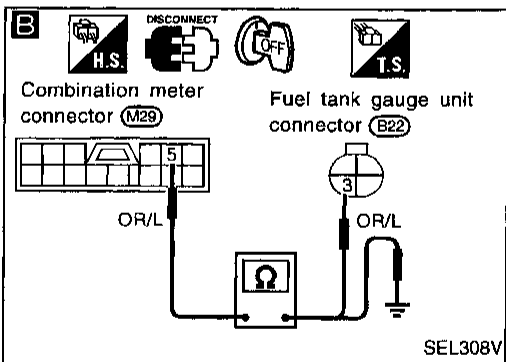 B
H.S.
DISCONNECT
OFF
T.S.
Combination meter
connector (M29)
Fuel tank gauge unit
connector (B22)
5
3
OR/L
OR/L
Ω
SEL308V